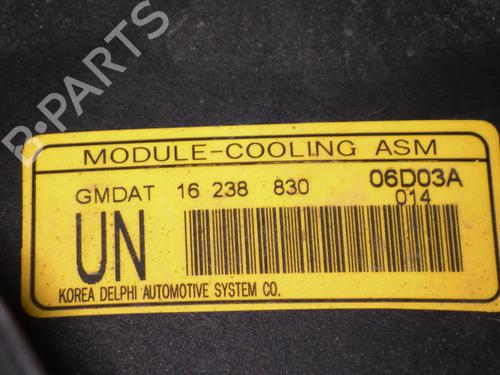 B-PARTS
MODULE-COOLING ASM
GMDAT 16 238 830 06D03A
014
UN
KOREA DELPHI AUTOMOTIVE SYSTEM CO.